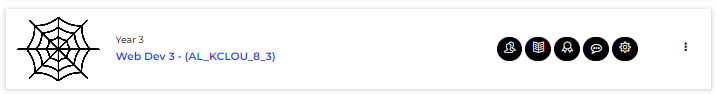 Year 3
Web Dev 3 - (AL_KCLOU_8_3)